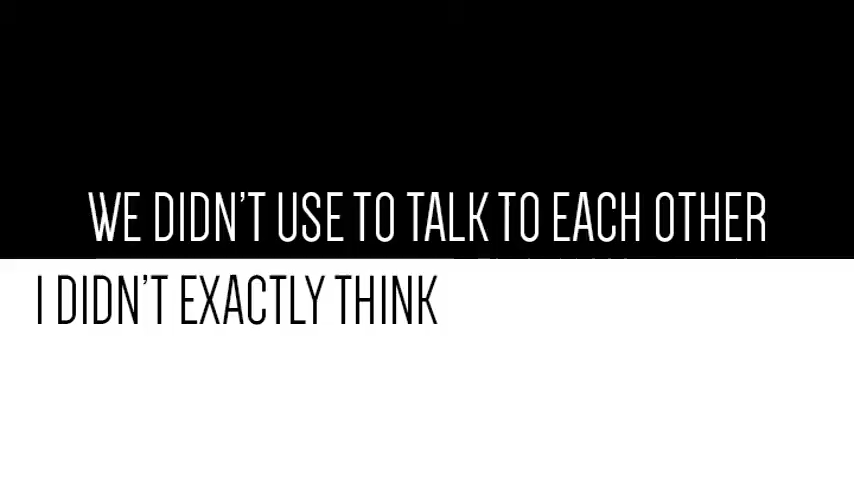 WE DIDN'T USE TO TALK TO EACH OTHER
I DIDN'T EXACTLY THINK